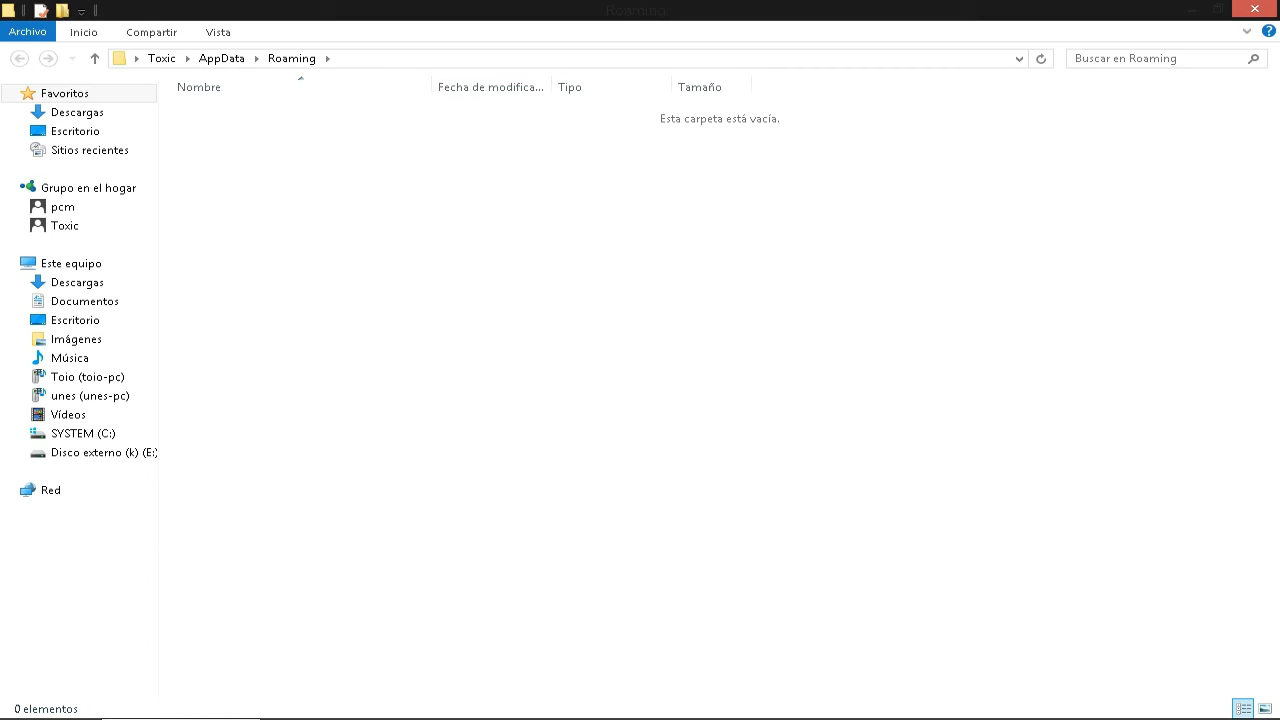 Roaming
Archivo Inicio Compartir Vista
Toxic AppData Roaming Buscar en Roaming
Nombre Fecha de modifica... Tipo Tamaño
Esta carpeta está vacía.
Favoritos
Descargas
Escritorio
Sitios recientes
Grupo en el hogar
pcm
Toxic
Este equipo
Descargas
Documentos
Escritorio
Imágenes
Música
Toio (toio-pc)
unes (unes-pc)
Vídeos
SYSTEM (C:)
Disco externo (k) (E:)
Red
0 elementos